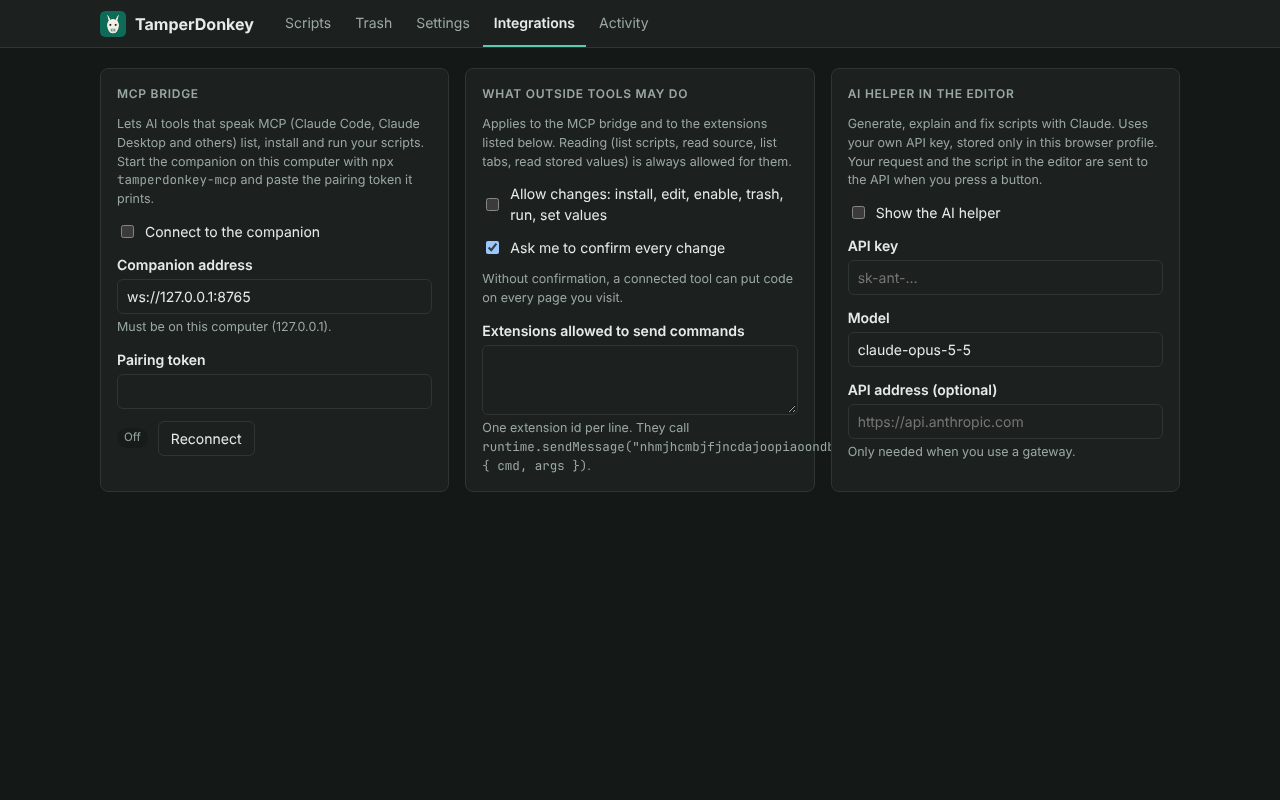 TamperDonkey
Scripts
Trash
Settings
Integrations
Activity
MCP BRIDGE
Lets AI tools that speak MCP (Claude Code, Claude
Desktop and others) list, install and run your scripts.
Start the companion on this computer with npx
tamperdonkey-mcp and paste the pairing token it
prints.
Connect to the companion
Companion address
ws://127.0.0.1:8765
Must be on this computer (127.0.0.1).
Pairing token
Off
Reconnect
WHAT OUTSIDE TOOLS MAY DO
Applies to the MCP bridge and to the extensions
listed below. Reading (list scripts, read source, list
tabs, read stored values) is always allowed for them.
Allow changes: install, edit, enable, trash,
run, set values
Ask me to confirm every change
Without confirmation, a connected tool can put code
on every page you visit.
Extensions allowed to send commands
One extension id per line. They call
runtime.sendMessage("nhmjhcmbjfjncdajoopiaoondb
{ cmd, args }).
AI HELPER IN THE EDITOR
Generate, explain and fix scripts with Claude. Uses
your own API key, stored only in this browser profile.
Your request and the script in the editor are sent to
the API when you press a button.
Show the AI helper
API key
sk-ant-...
Model
claude-opus-5-5
API address (optional)
https://api.anthropic.com
Only needed when you use a gateway.